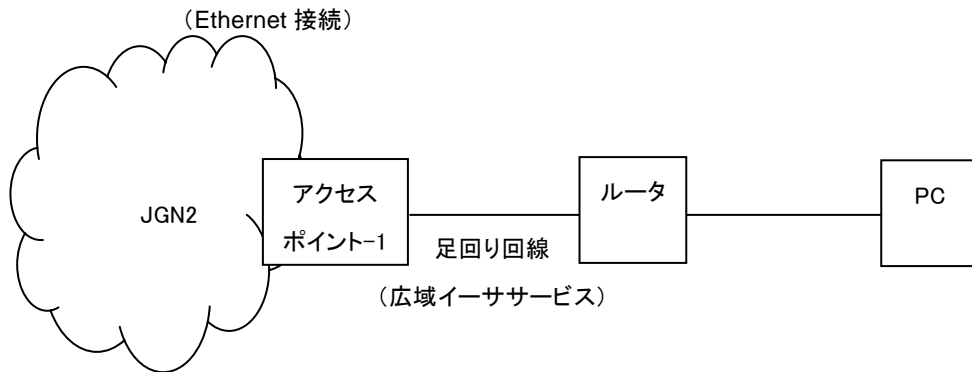 （Ethernet 接続）
JGN2
アクセス
ポイント-1
足回り回線
（広域イーササービス）
ルータ
PC